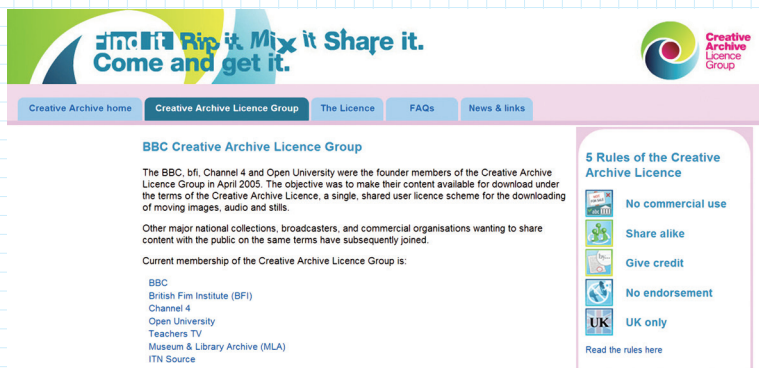 Find it Rip it Mix it Share it.
Come and get it.
Creative
Archive
Licence
Group
Creative Archive home
Creative Archive Licence Group
The Licence
FAQs
News & links
BBC Creative Archive Licence Group
The BBC, bfi, Channel 4 and Open University were the founder members of the Creative Archive
Licence Group in April 2005. The objective was to make their content available for download under
the terms of the Creative Archive Licence, a single, shared user licence scheme for the downloading
of moving images, audio and stills.
Other major national collections, broadcasters, and commercial organisations wanting to share
content with the public on the same terms have subsequently joined.
Current membership of the Creative Archive Licence Group is:
BBC
British Fim Institute (BFI)
Channel 4
Open University
Teachers TV
Museum & Library Archive (MLA)
ITN Source
5 Rules of the Creative
Archive Licence
No commercial use
Share alike
by...
Give credit
No endorsement
UK
UK only
Read the rules here